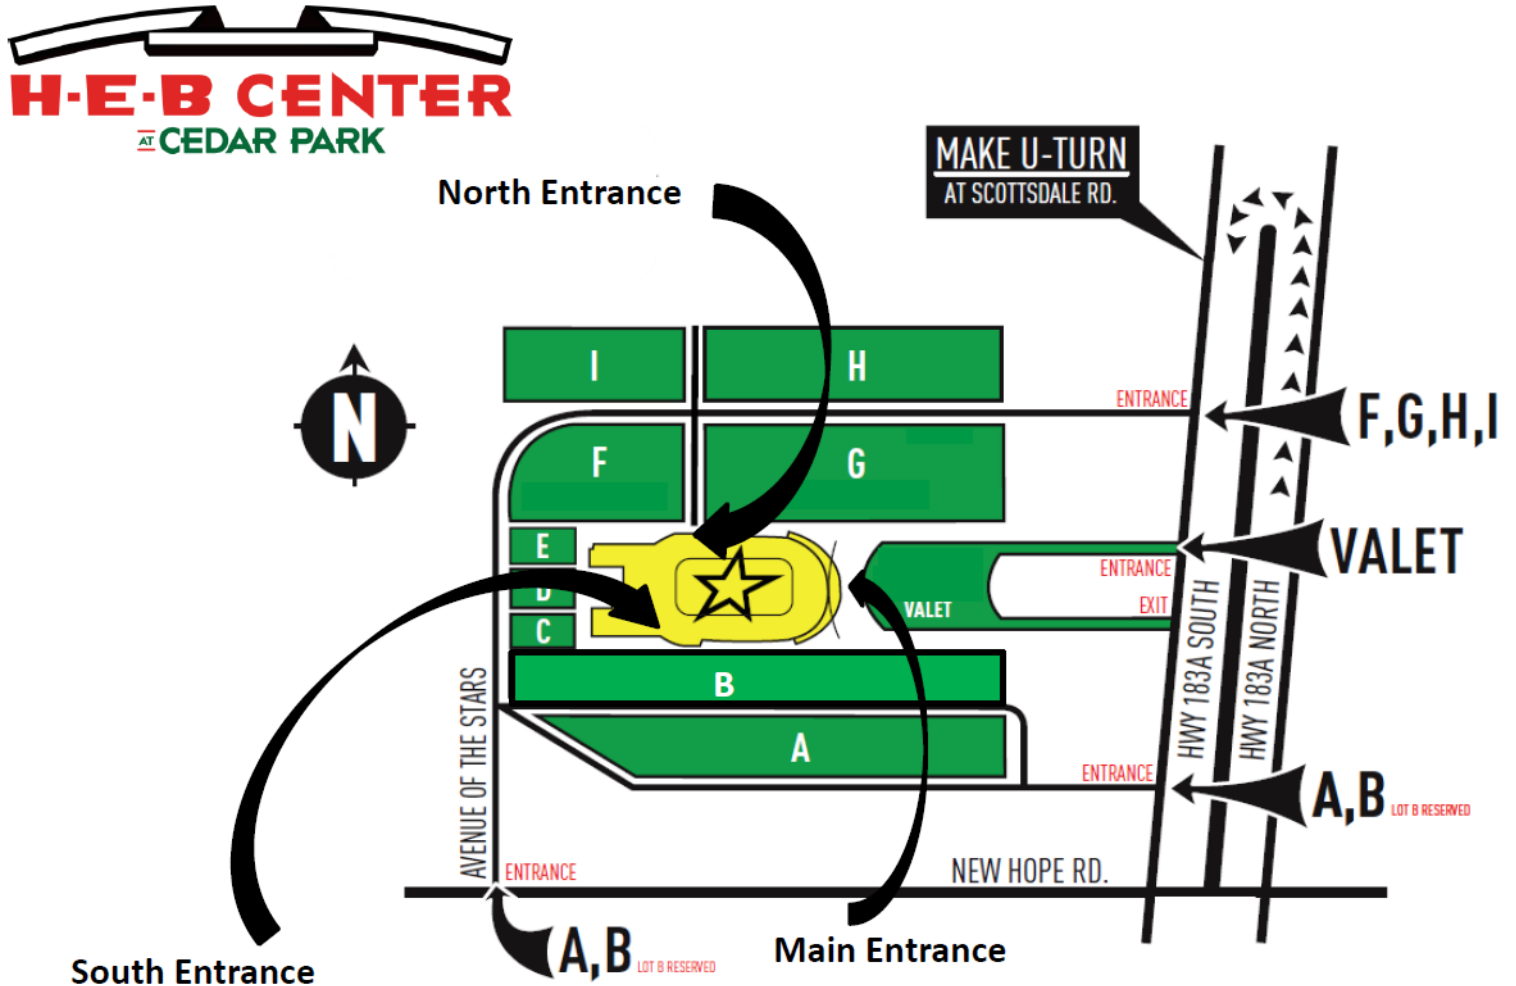 H-E-B CENTER
AT CEDAR PARK
North Entrance
MAKE U-TURN
AT SCOTTSDALE RD.
I
H
ENTRANCE
F,G,H,I
N
F
G
E
VALET
ENTRANCE
D
EXIT
VALET
C
HWY 183A SOUTH
HWY 183A NORTH
B
AVENUE OF THE STARS
A
ENTRANCE
A,B LOT B RESERVED
ENTRANCE
NEW HOPE RD.
A,B LOT B RESERVED
Main Entrance
South Entrance